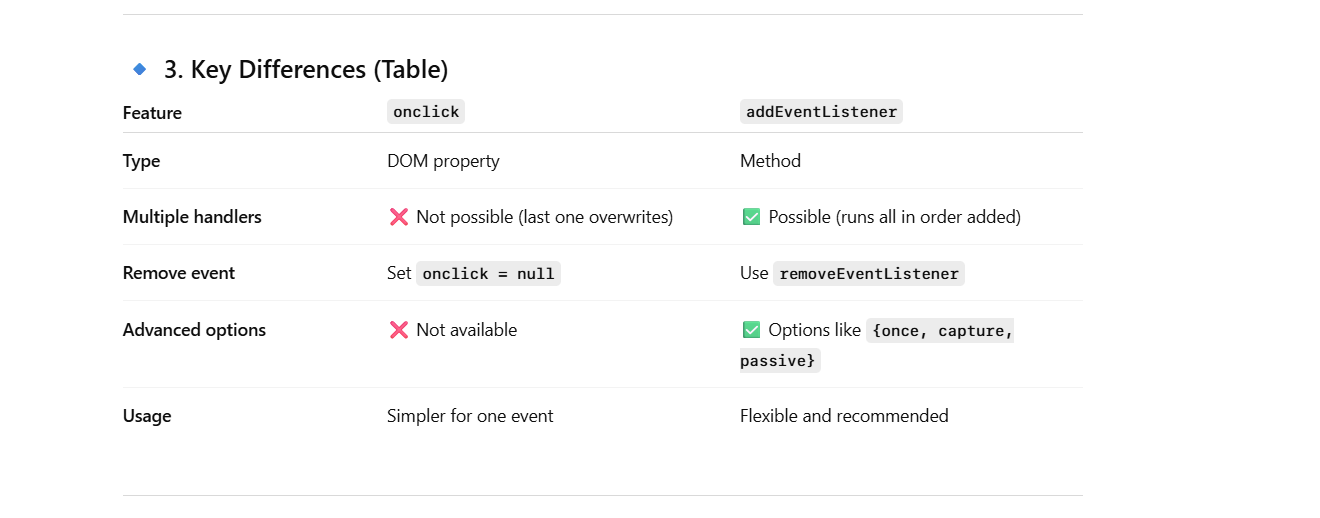 🔹 3. Key Differences (Table)
Feature onclick addEventListener
Type DOM property Method
Multiple handlers ❌ Not possible (last one overwrites) ✅ Possible (runs all in order added)
Remove event Set onclick = null Use removeEventListener
Advanced options ❌ Not available ✅ Options like {once, capture,
passive}
Usage Simpler for one event Flexible and recommended